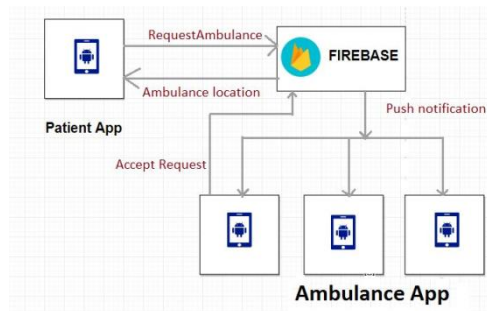 RequestAmbulance
FIREBASE
Ambulance location
Push notification
Patient App
Accept Request
Ambulance App